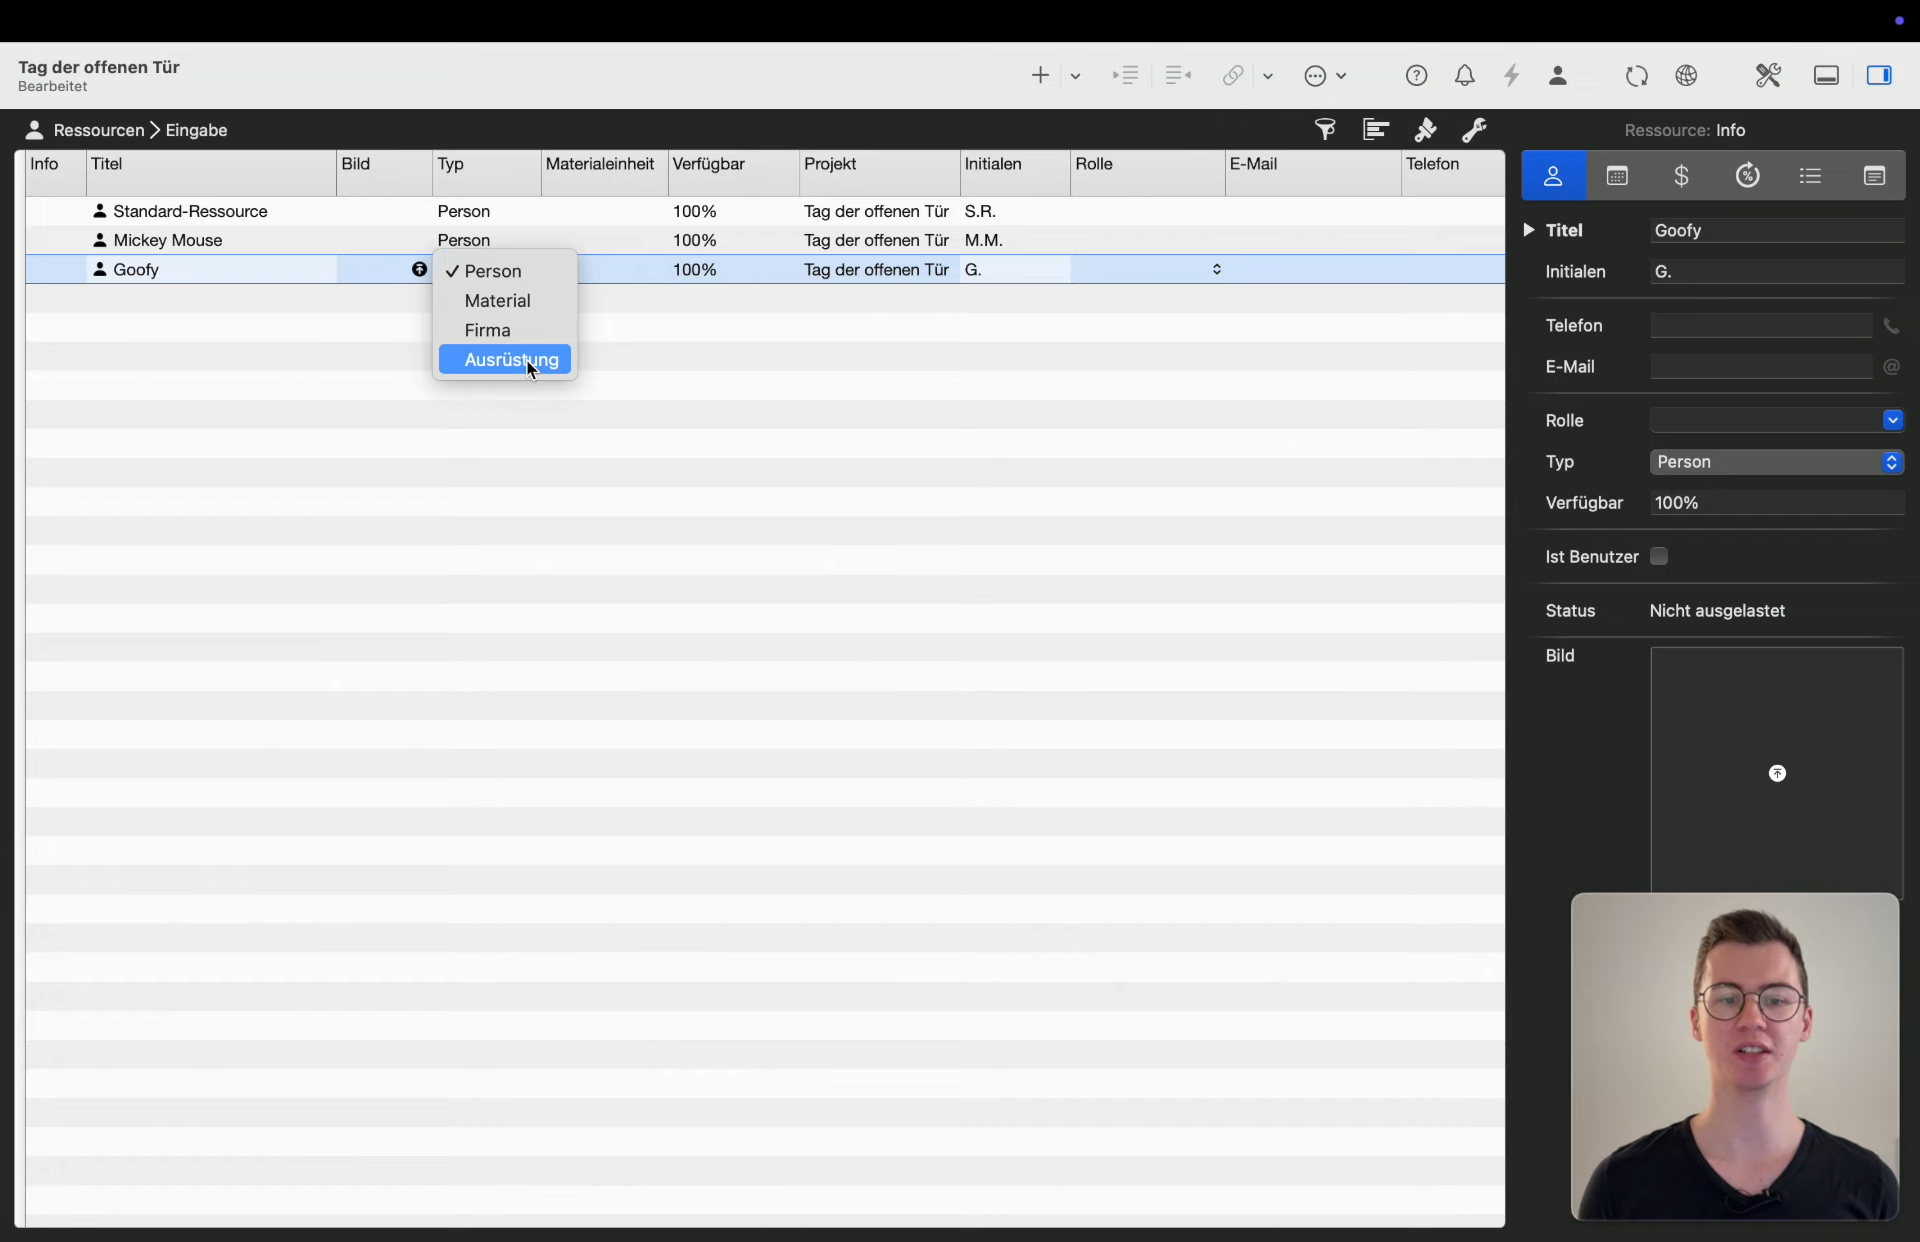 Tag der offenen Tür
Bearbeitet
Ressourcen > Eingabe
Ressource: Info
Info Titel Bild Typ Materialeinheit Verfügbar Projekt Initialen Rolle E-Mail Telefon
Standard-Ressource Person 100% Tag der offenen Tür S.R.
Mickey Mouse Person 100% Tag der offenen Tür M.M.
Goofy 100% Tag der offenen Tür G.
✓ Person
Material
Firma
Ausrüstung
Titel Goofy
Initialen G.
Telefon
E-Mail @
Rolle
Typ Person
Verfügbar 100%
Ist Benutzer
Status Nicht ausgelastet
Bild